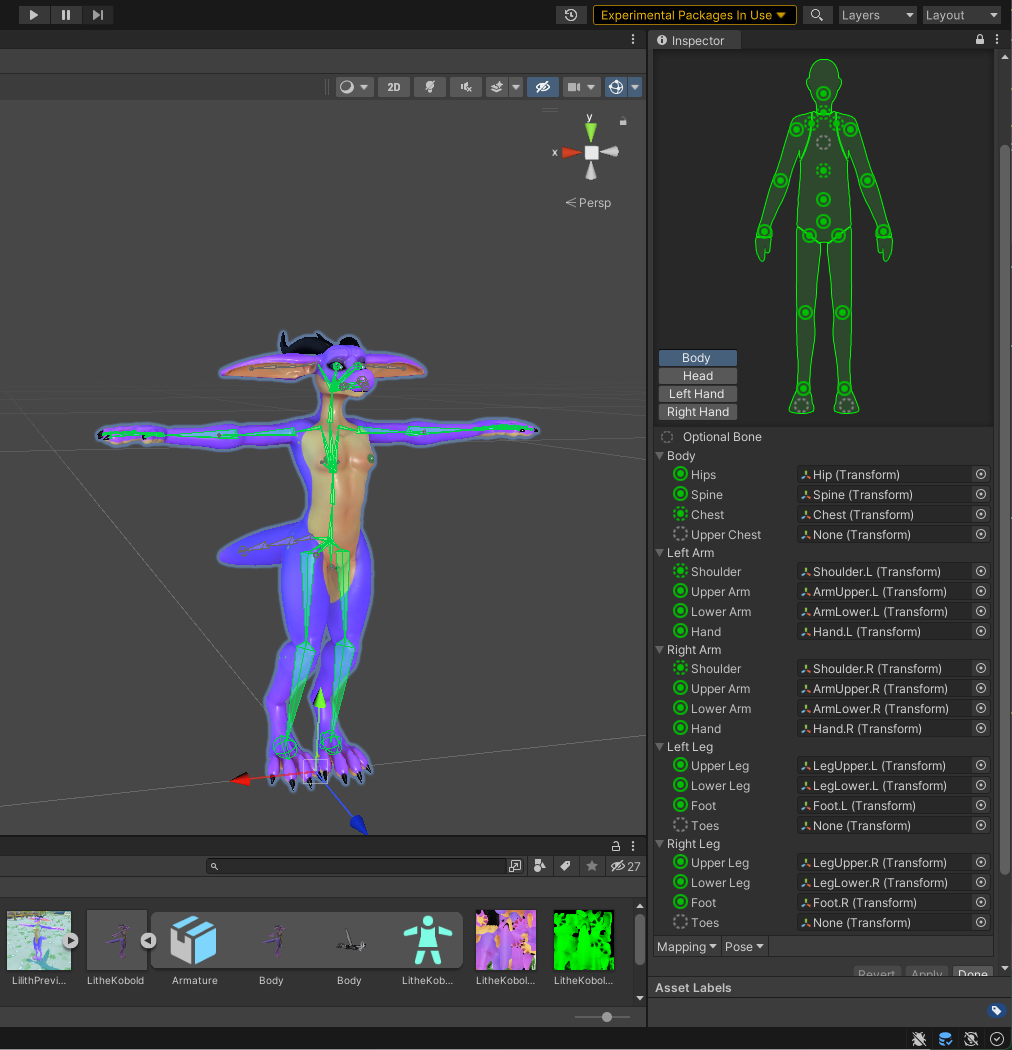 Experimental Packages In Use
Layers
Layout
Inspector
2D
y
x
Persp
Body
Head
Left Hand
Right Hand
Optional Bone
Body
Hips Hip (Transform)
Spine Spine (Transform)
Chest Chest (Transform)
Upper Chest None (Transform)
Left Arm
Shoulder Shoulder.L (Transform)
Upper Arm ArmUpper.L (Transform)
Lower Arm ArmLower.L (Transform)
Hand Hand.L (Transform)
Right Arm
Shoulder Shoulder.R (Transform)
Upper Arm ArmUpper.R (Transform)
Lower Arm ArmLower.R (Transform)
Hand Hand.R (Transform)
Left Leg
Upper Leg LegUpper.L (Transform)
Lower Leg LegLower.L (Transform)
Foot Foot.L (Transform)
Toes None (Transform)
Right Leg
Upper Leg LegUpper.R (Transform)
Lower Leg LegLower.R (Transform)
Foot Foot.R (Transform)
Toes None (Transform)
Mapping Pose
Revert Apply Done
Asset Labels
27
LilithPrevi... LitheKobold Armature Body Body LitheKob... LitheKobol... LitheKobol...